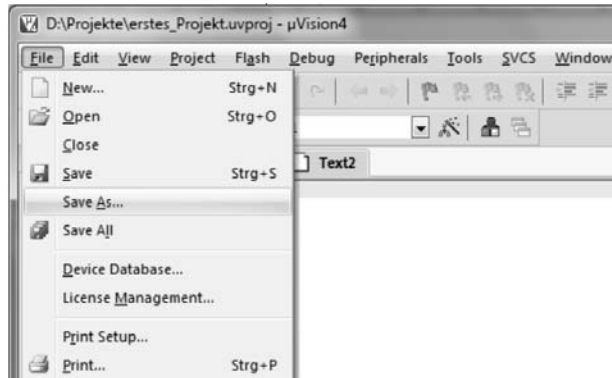 D:\Projekte\erstes_Projekt.uvproj - µVision4
File Edit View Project Flash Debug Peripherals Tools SVCS Window
New... Strg+N
Open Strg+O
Close
Text2
Save Strg+S
Save As...
Save All
Device Database...
License Management...
Print Setup...
Print... Strg+P